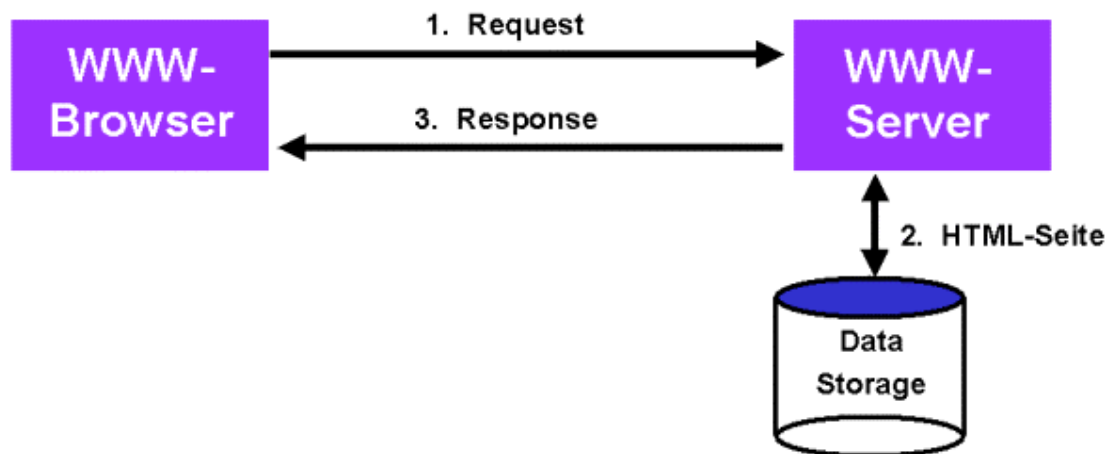 1. Request
WWW-
Browser
WWW-
Server
3. Response
2. HTML-Seite
Data
Storage